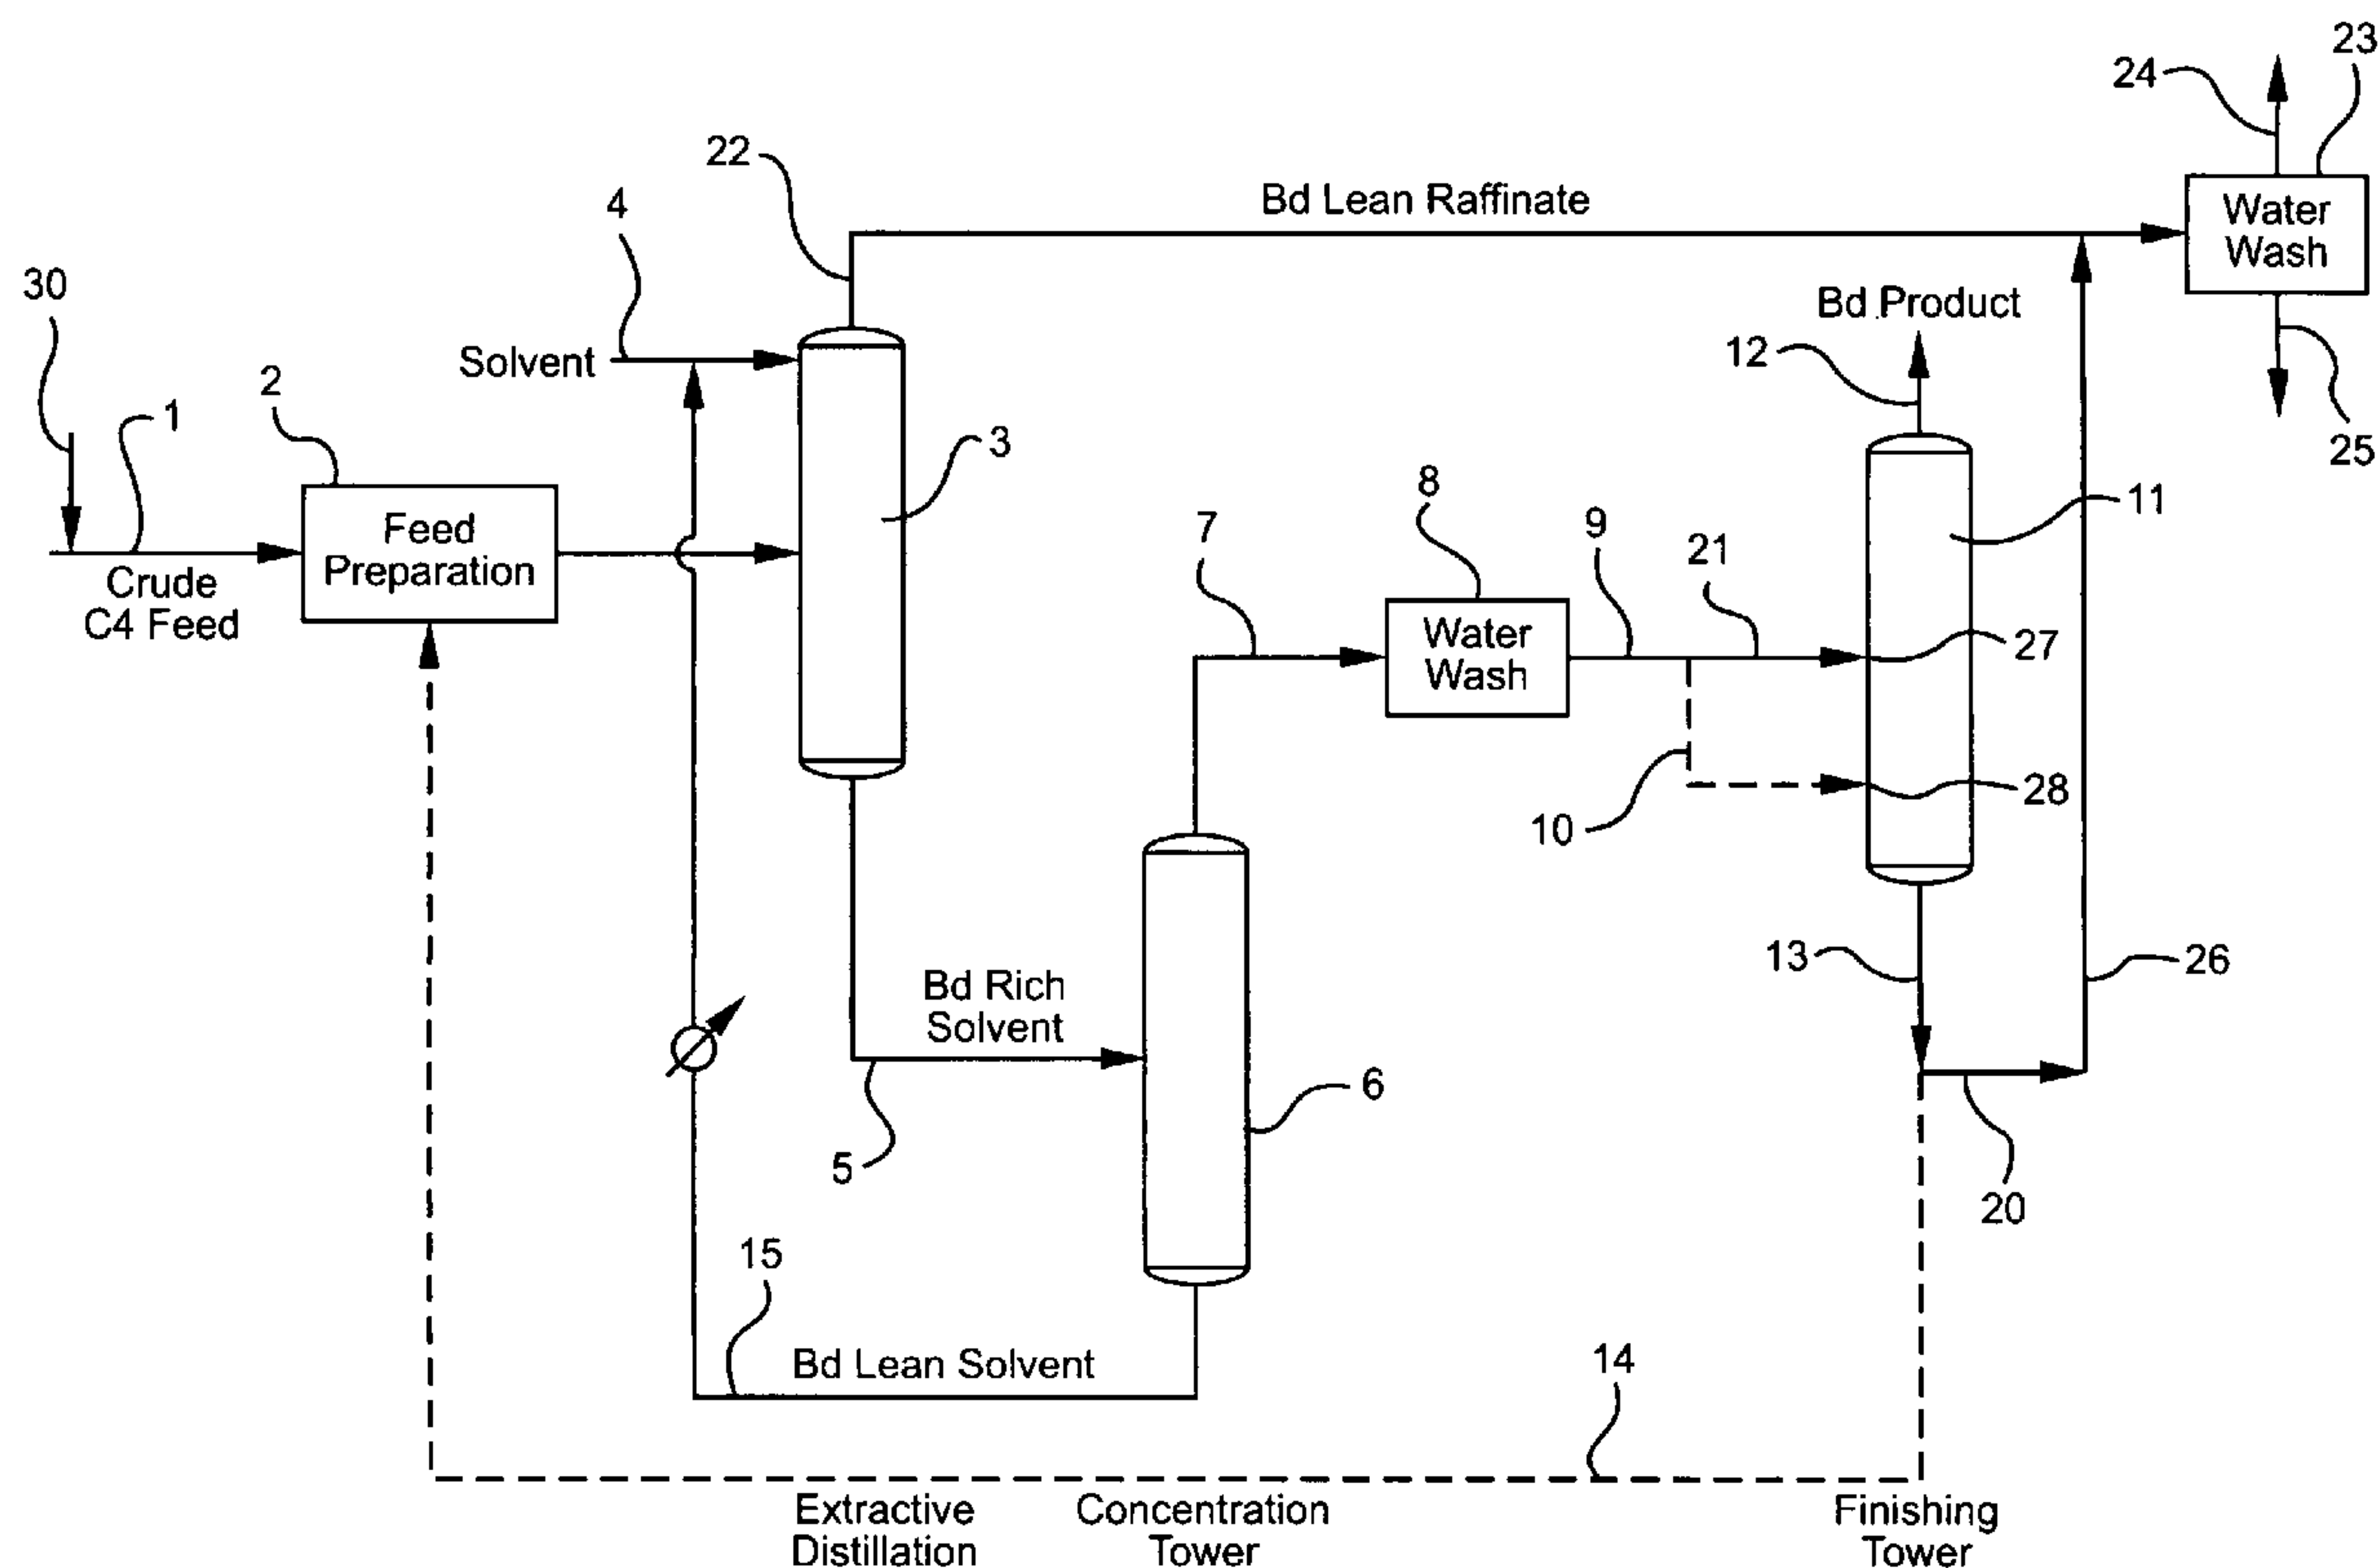 23
24
22
Bd Lean Raffinate
Water
Wash
4
30
Bd Product
Solvent
12
2
1
3
25
8
11
7
9
21
Feed
Preparation
Crude
C4 Feed
Water
Wash
27
28
10
13
26
Bd Rich
Solvent
6
5
20
15
14
Bd Lean Solvent
Extractive
Distillation
Concentration
Tower
Finishing
Tower